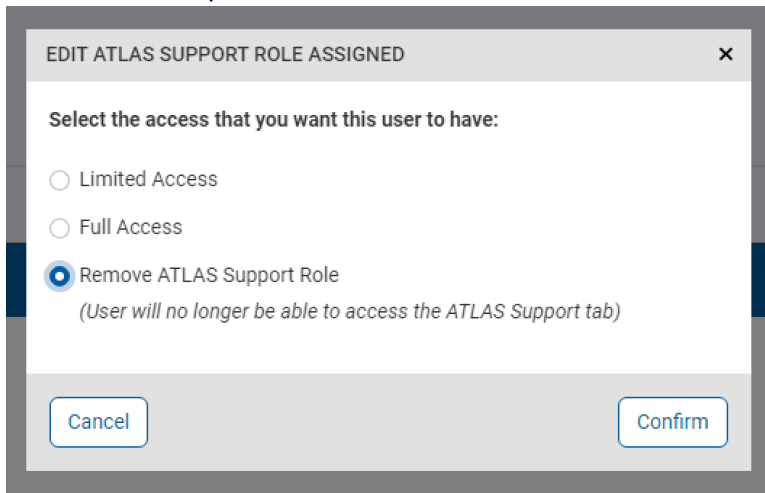 EDIT ATLAS SUPPORT ROLE ASSIGNED
Select the access that you want this user to have:
Limited Access
Full Access
Remove ATLAS Support Role
(User will no longer be able to access the ATLAS Support tab)
Cancel
Confirm